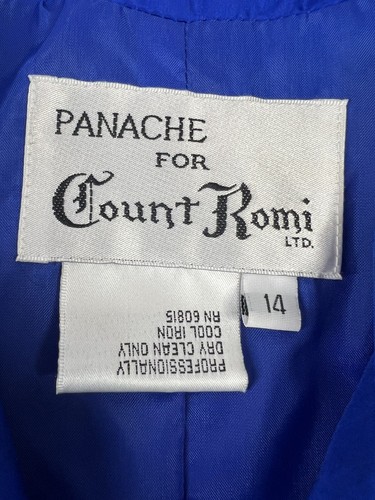 PANACHE
FOR
Count Romi
LTD.
14
PROFESSIONALLY
DRY CLEAN ONLY
COOL IRON
RN 60815